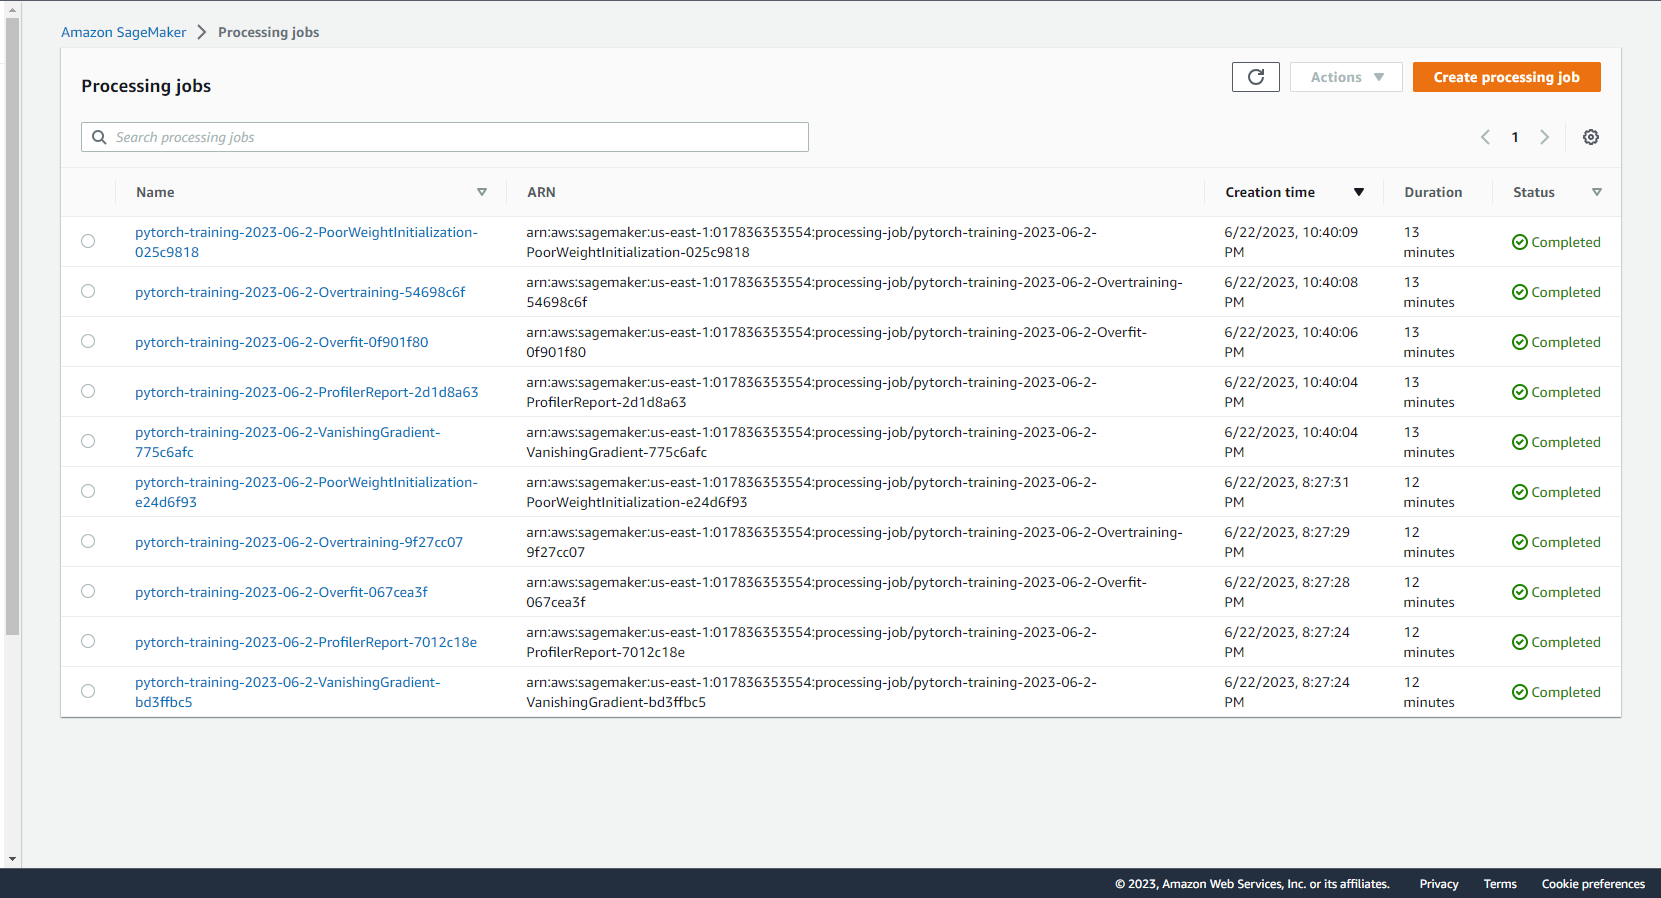 Amazon SageMaker > Processing jobs
Processing jobs
Actions
Create processing job
Search processing jobs
1
Name ARN Creation time Duration Status
pytorch-training-2023-06-2-PoorWeightInitialization- arn:aws:sagemaker:us-east-1:017836353554:processing-job/pytorch-training-2023-06-2- 6/22/2023, 10:40:09 13 Completed
025c9818 PoorWeightInitialization-025c9818 PM minutes
pytorch-training-2023-06-2-Overtraining-54698c6f arn:aws:sagemaker:us-east-1:017836353554:processing-job/pytorch-training-2023-06-2-Overtraining- 6/22/2023, 10:40:08 13 Completed
54698c6f PM minutes
pytorch-training-2023-06-2-Overfit-0f901f80 arn:aws:sagemaker:us-east-1:017836353554:processing-job/pytorch-training-2023-06-2-Overfit- 6/22/2023, 10:40:06 13 Completed
0f901f80 PM minutes
pytorch-training-2023-06-2-ProfilerReport-2d1d8a63 arn:aws:sagemaker:us-east-1:017836353554:processing-job/pytorch-training-2023-06-2- 6/22/2023, 10:40:04 13 Completed
ProfilerReport-2d1d8a63 PM minutes
pytorch-training-2023-06-2-VanishingGradient- arn:aws:sagemaker:us-east-1:017836353554:processing-job/pytorch-training-2023-06-2- 6/22/2023, 10:40:04 13 Completed
775c6afc VanishingGradient-775c6afc PM minutes
pytorch-training-2023-06-2-PoorWeightInitialization- arn:aws:sagemaker:us-east-1:017836353554:processing-job/pytorch-training-2023-06-2- 6/22/2023, 8:27:31 12 Completed
e24d6f93 PoorWeightInitialization-e24d6f93 PM minutes
pytorch-training-2023-06-2-Overtraining-9f27cc07 arn:aws:sagemaker:us-east-1:017836353554:processing-job/pytorch-training-2023-06-2-Overtraining- 6/22/2023, 8:27:29 12 Completed
9f27cc07 PM minutes
pytorch-training-2023-06-2-Overfit-067cea3f arn:aws:sagemaker:us-east-1:017836353554:processing-job/pytorch-training-2023-06-2-Overfit- 6/22/2023, 8:27:28 12 Completed
067cea3f PM minutes
pytorch-training-2023-06-2-ProfilerReport-7012c18e arn:aws:sagemaker:us-east-1:017836353554:processing-job/pytorch-training-2023-06-2- 6/22/2023, 8:27:24 12 Completed
ProfilerReport-7012c18e PM minutes
pytorch-training-2023-06-2-VanishingGradient- arn:aws:sagemaker:us-east-1:017836353554:processing-job/pytorch-training-2023-06-2- 6/22/2023, 8:27:24 12 Completed
bd3ffbc5 VanishingGradient-bd3ffbc5 PM minutes
© 2023, Amazon Web Services, Inc. or its affiliates. Privacy Terms Cookie preferences